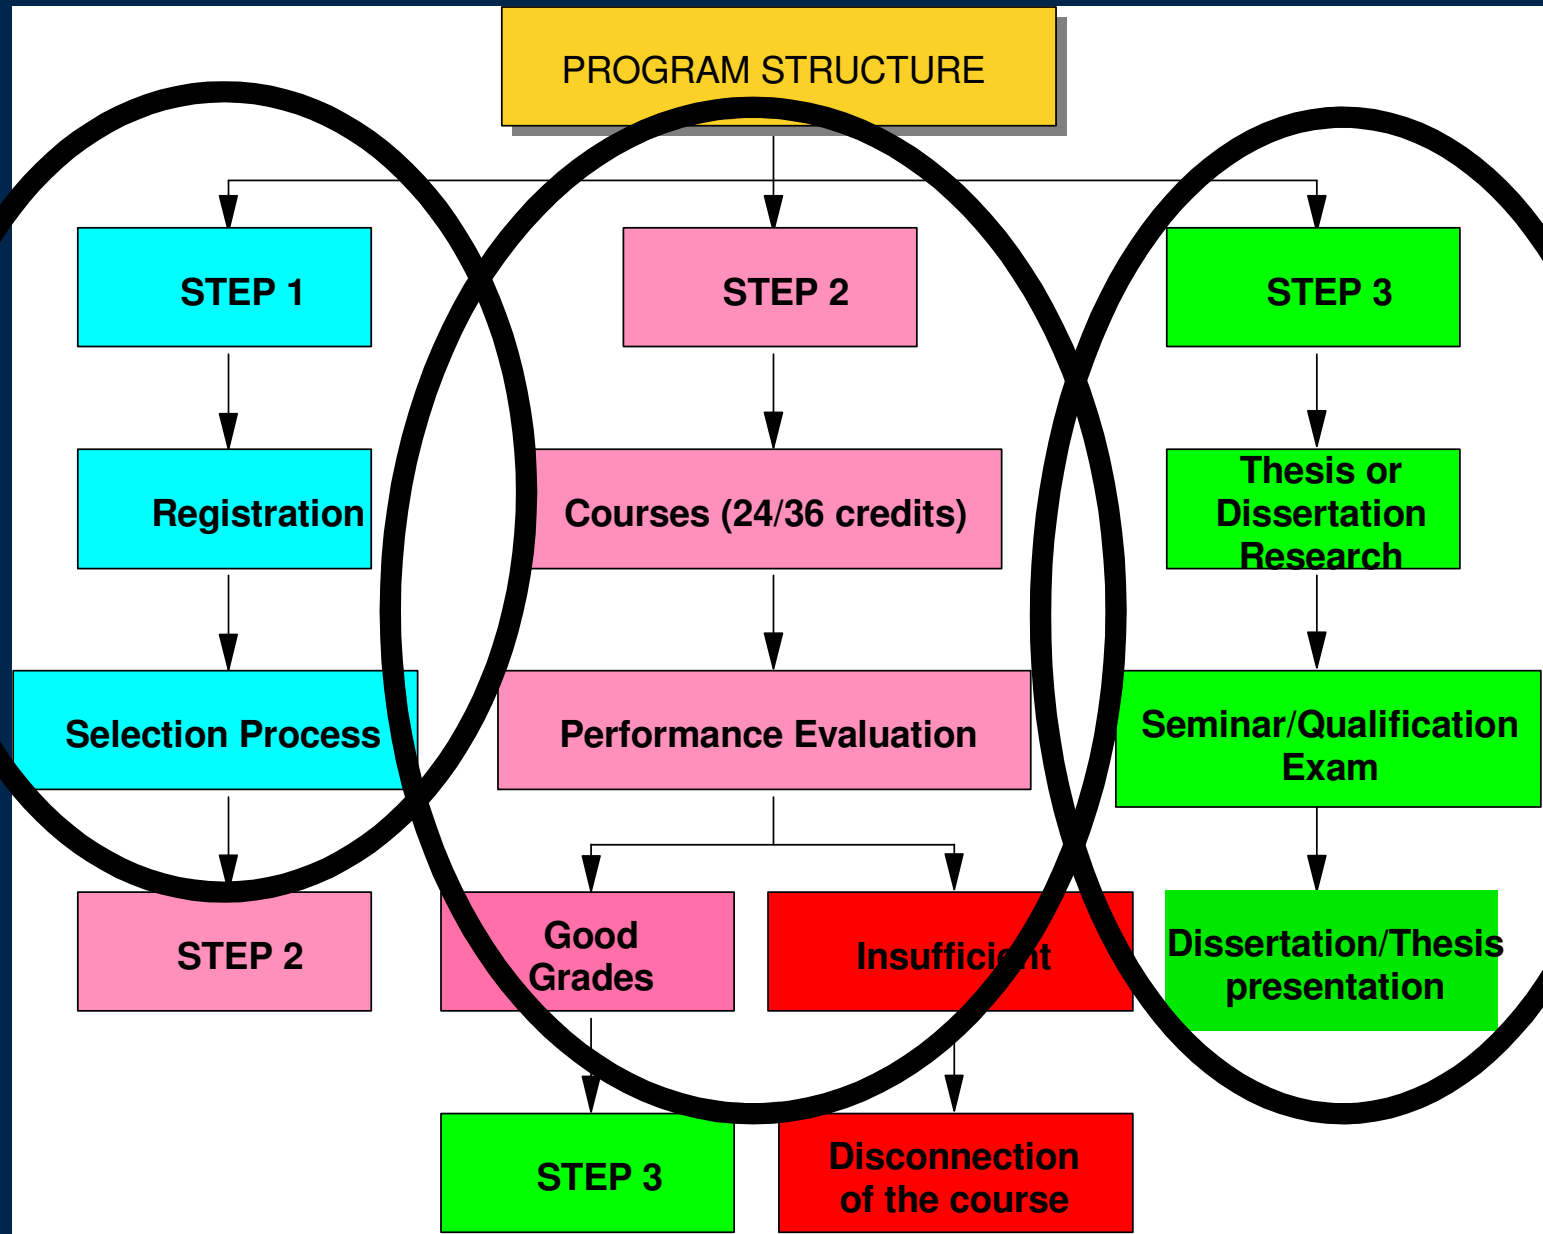 PROGRAM STRUCTURE
STEP 1
STEP 2
STEP 3
Registration
Courses (24/36 credits)
Thesis or
Dissertation
Research
Selection Process
Performance Evaluation
Seminar/Qualification
Exam
STEP 2
Good
Grades
Insufficient
Dissertation/Thesis
presentation
STEP 3
Disconnection
of the course